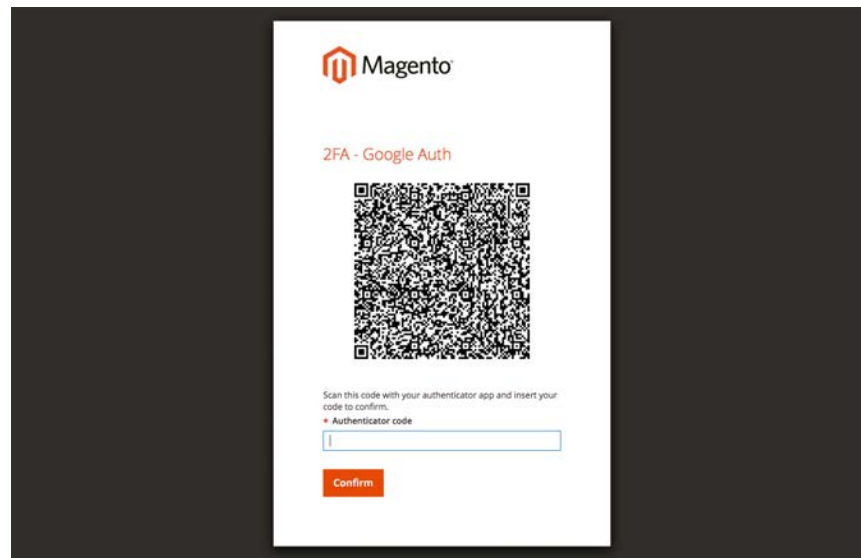 Magento
2FA - Google Auth
Scan this code with your authenticator app and insert your
code to confirm.
* Authenticator code
Confirm